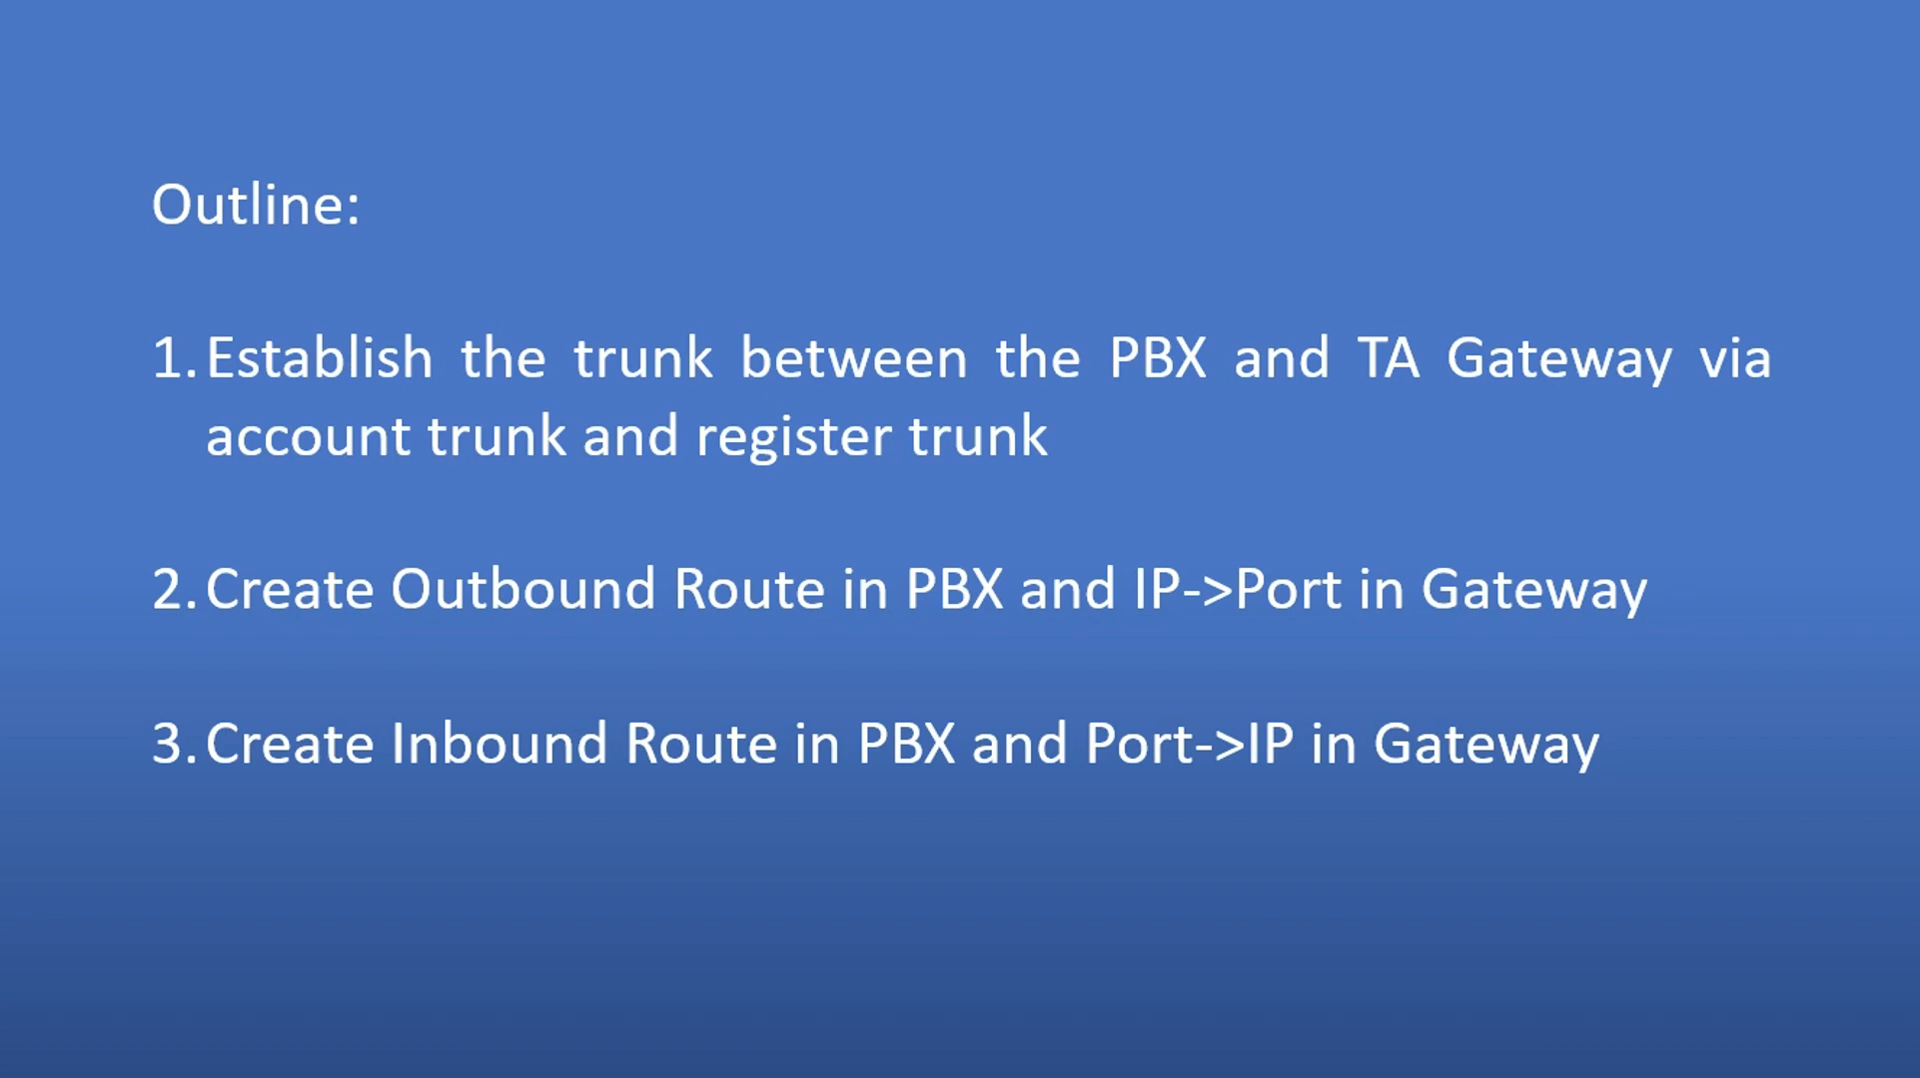 Outline:
1. Establish the trunk between the PBX and TA Gateway via
account trunk and register trunk
2. Create Outbound Route in PBX and IP->Port in Gateway
3. Create Inbound Route in PBX and Port->IP in Gateway